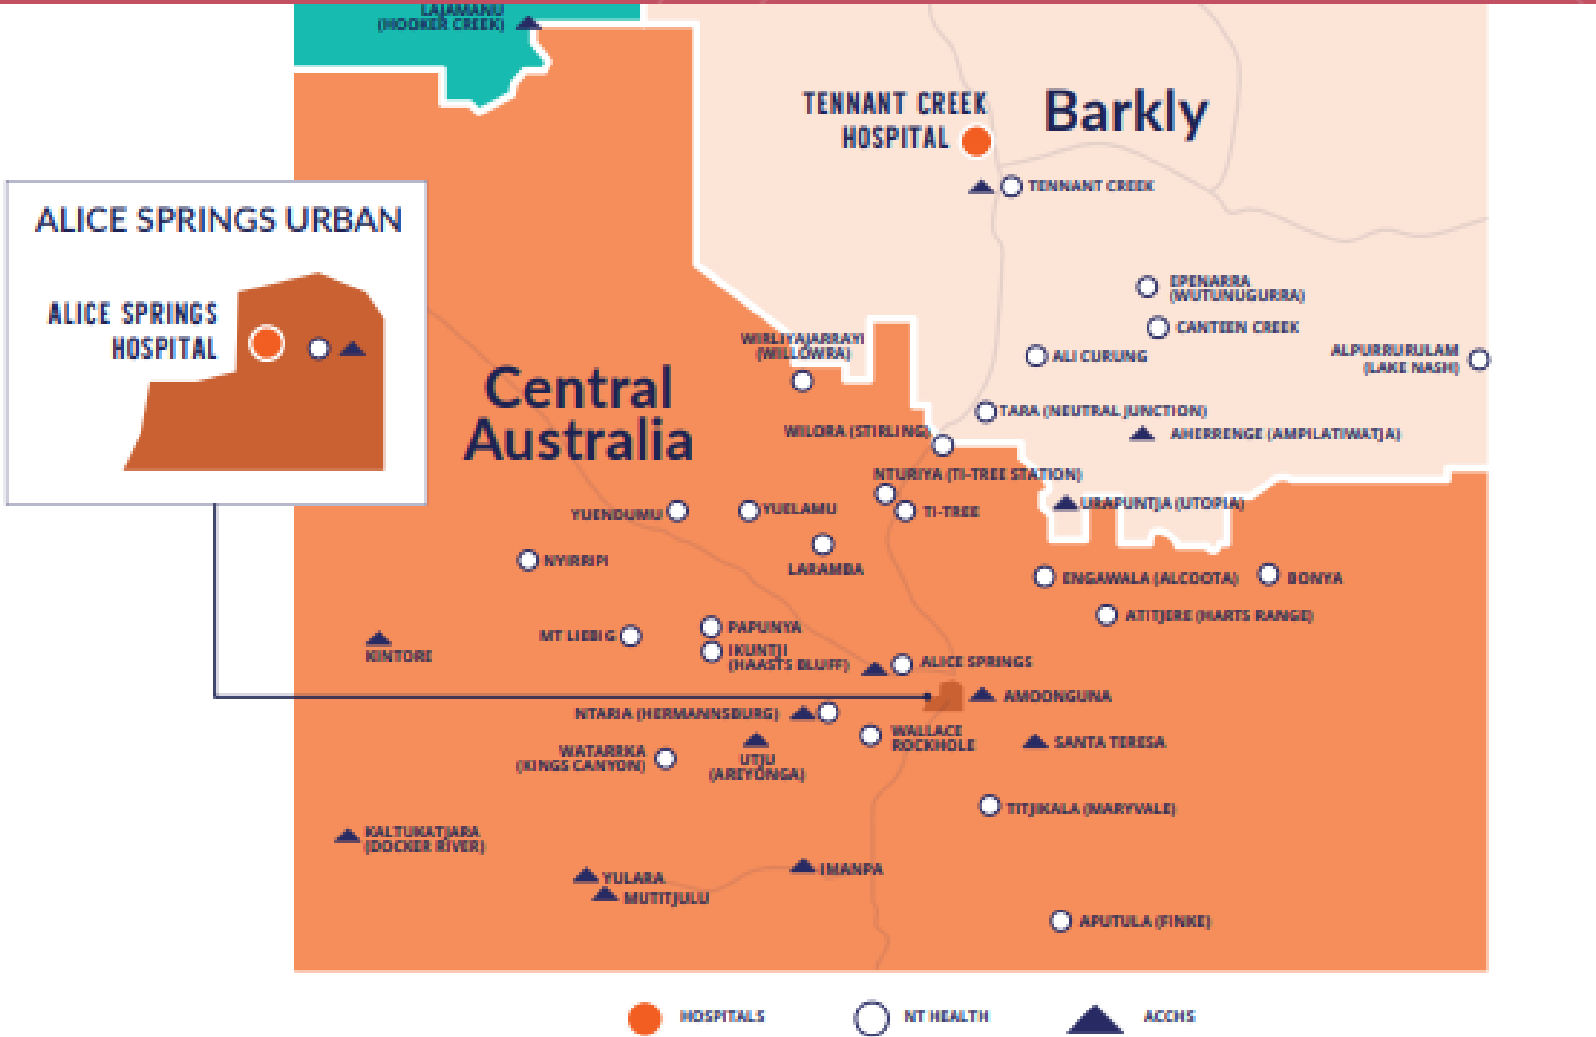 LAJAMANU
(HOOKER CREEK)
TENNANT CREEK
HOSPITAL
Barkly
TENNANT CREEK
ALICE SPRINGS URBAN
ALICE SPRINGS
HOSPITAL
EPENARRA
(WUTUNUGURRA)
CANTEEN CREEK
WIRLIYAJARRAYI
(WILLOWRA)
ALI CURUNG
ALPURRURULAM
(LAKE NASH)
Central
Australia
TARA (NEUTRAL JUNCTION)
WILORA (STIRLING)
AHERRENGE (AMPILATIWATJA)
NTURIYA (TI-TREE STATION)
URAPUNTJA (UTOPIA)
YUENDUMU
YUELAMU
TI-TREE
NYIRRIPI
LARAMBA
ENGAWALA (ALCOOTA)
BONYA
ATITJERE (HARTS RANGE)
MT LIEBIG
PAPUNYA
IKUNTJI
(HAASTS BLUFF)
KINTORE
ALICE SPRINGS
AMOONGUNA
NTARIA (HERMANNSBURG)
WALLACE
ROCKHOLE
SANTA TERESA
WATARRKA
(KINGS CANYON)
UTJU
(AREYONGA)
TITJIKALA (MARYVALE)
KALTUKATJARA
(DOCKER RIVER)
YULARA
IMANPA
MUTITJULU
APUTULA (FINKE)
HOSPITALS
NT HEALTH
ACCHS